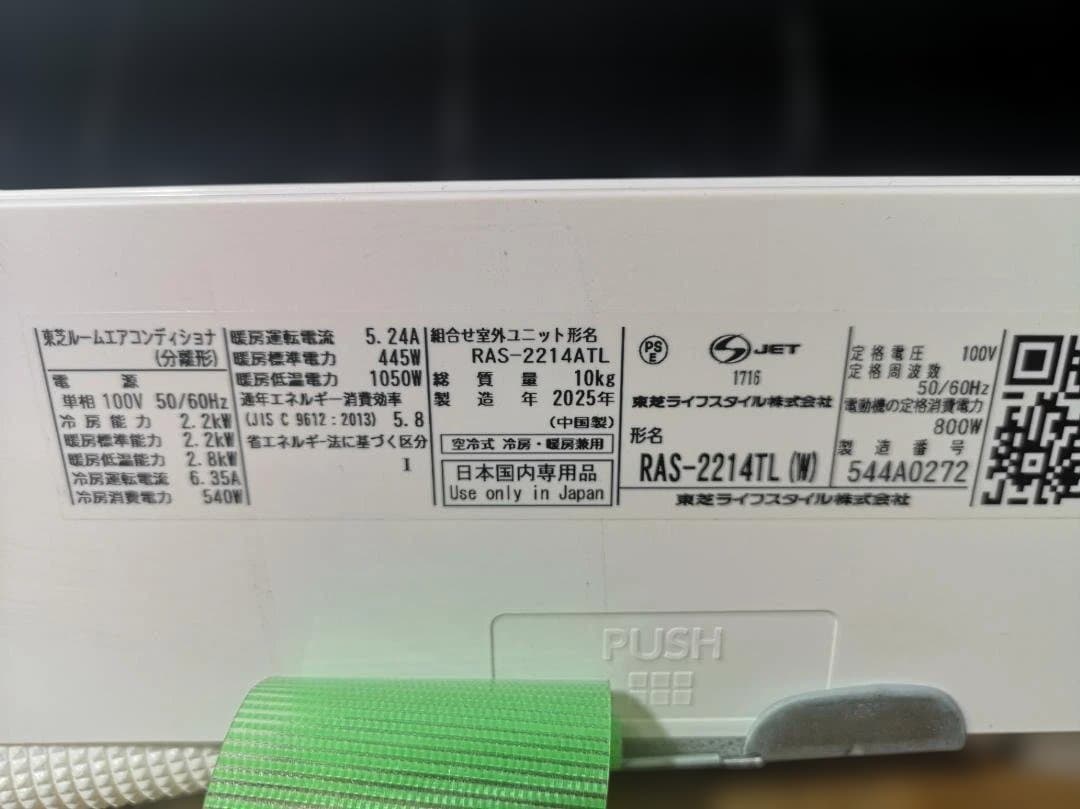 東芝ルームエアコンディショナ
(分離形)
電源
単相 100V 50/60Hz
冷房能力 2.2kW
暖房標準能力 2.2kW
暖房低温能力 2.8kW
冷房運転電流 6.35A
冷房消費電力 540W
暖房運転電流 5.24A
暖房標準電力 445W
暖房低温電力 1050W
通年エネルギー消費効率
(JIS C 9612:2013) 5.8
省エネルギー法に基づく区分
I
組合せ室外ユニット形名
RAS-2214ATL
総質量 10kg
製造年 2025年
(中国製)
空冷式 冷房・暖房兼用
日本国内専用品
Use only in Japan
PSE
JET
1716
東芝ライフスタイル株式会社
形名
RAS-2214TL(W)
定格電圧 100V
定格周波数
50/60Hz
電動機の定格消費電力
800W
製造番号
544A0272
東芝ライフスタイル株式会社
PUSH